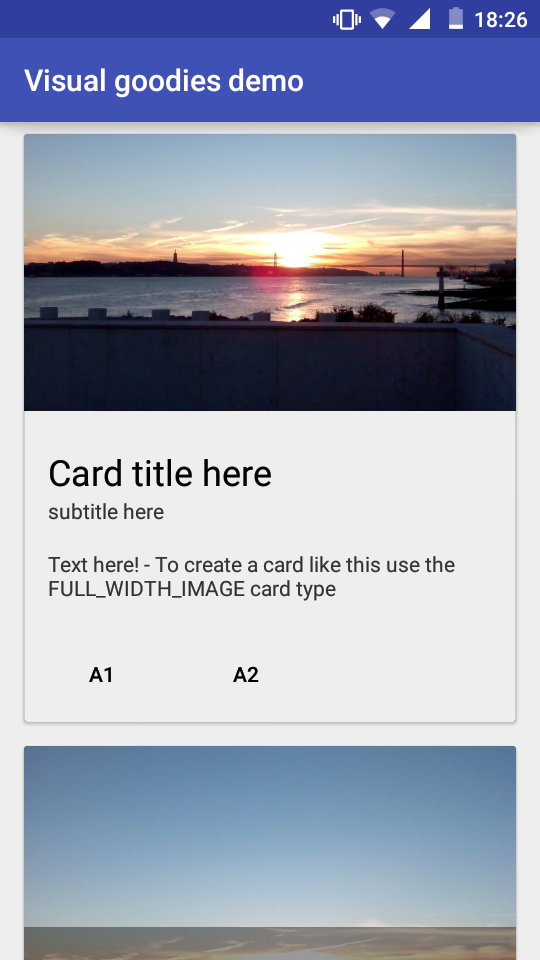 18:26
Visual goodies demo
Card title here
subtitle here
Text here! - To create a card like this use the
FULL_WIDTH_IMAGE card type
A1 A2